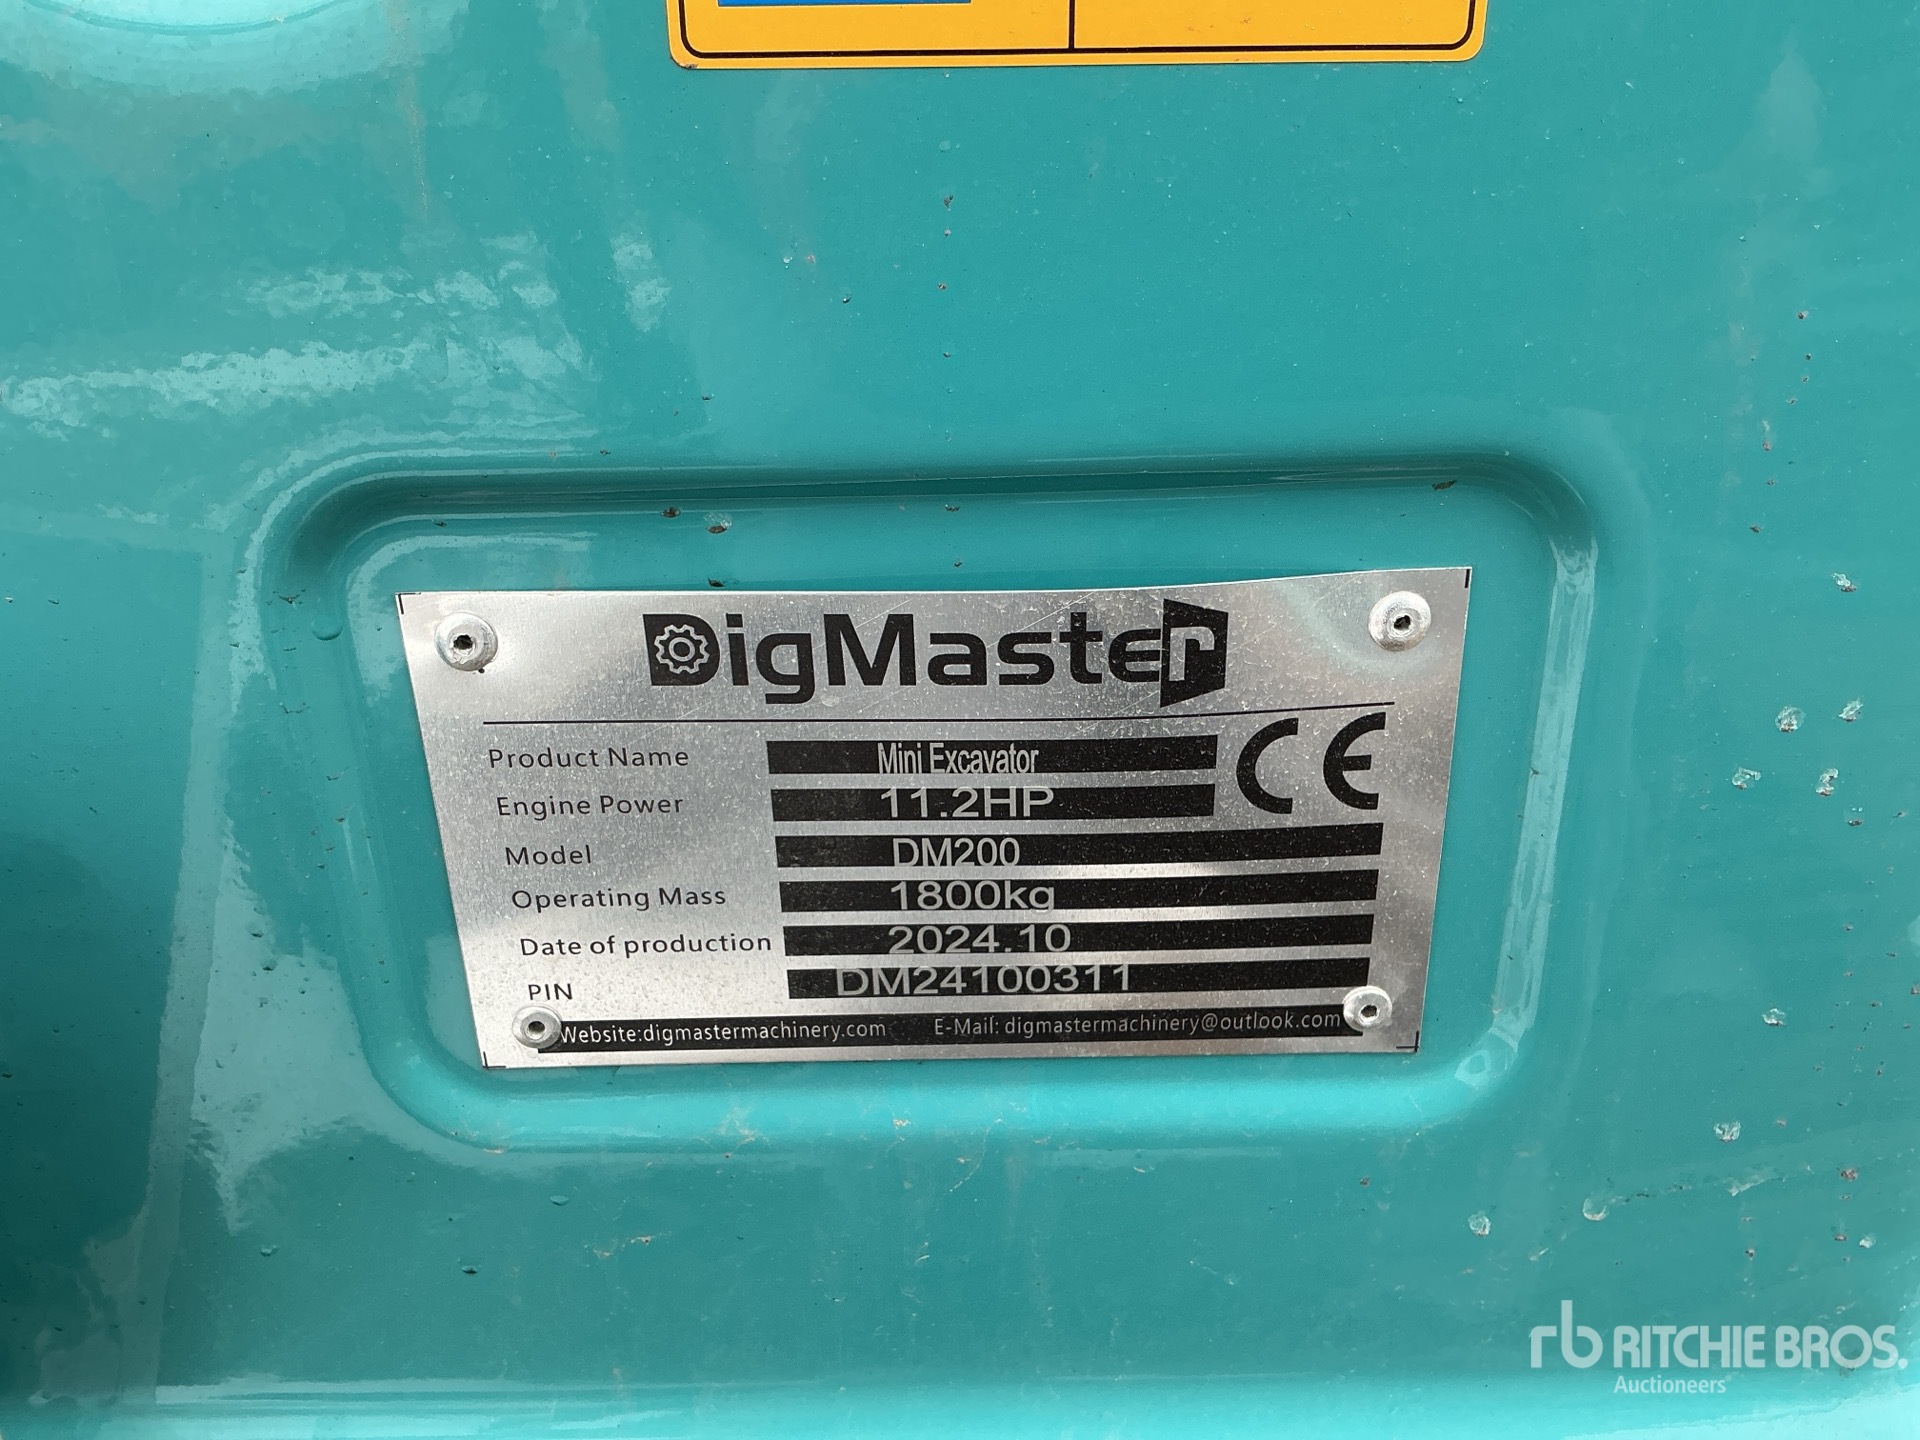 DigMaster
Product Name Mini Excavator
CE
Engine Power 11.2HP
Model DM200
Operating Mass 1800kg
Date of production 2024.10
PIN DM24100311
Website:digmastermachinery.com E-Mail: digmastermachinery@outlook.com
rb RITCHIE BROS.
Auctioneers